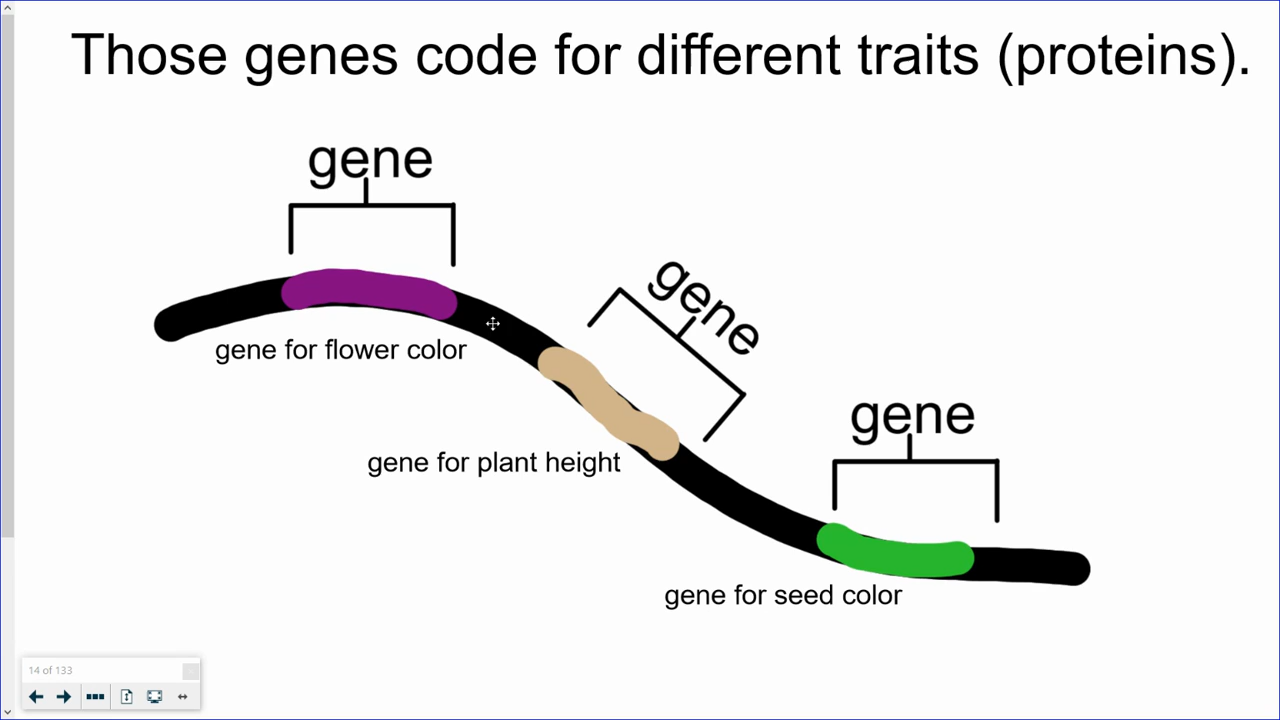 Those genes code for different traits (proteins).
gene
gene
gene for flower color
gene
gene for plant height
gene for seed color
14 of 133